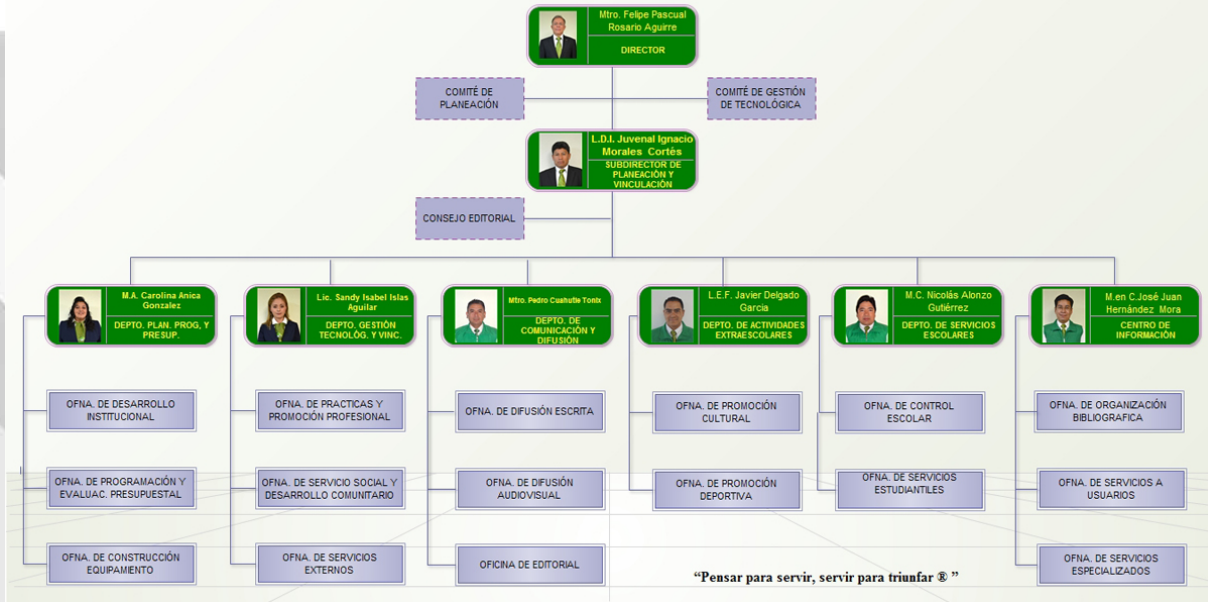 Mtro. Felipe Pascual
Rosario Aguirre
DIRECTOR
COMITÉ DE
PLANEACIÓN
COMITÉ DE GESTIÓN
DE TECNOLÓGICA
L.D.I. Juvenal Ignacio
Morales Cortés
SUBDIRECTOR DE
PLANEACIÓN Y
VINCULACIÓN
CONSEJO EDITORIAL
M.A. Carolina Anica
Gonzalez
DEPTO. PLAN. PROG, Y
PRESUP.
Lic. Sandy Isabel Islas
Aguilar
DEPTO. GESTIÓN
TECNOLÓG. Y VINC.
Mtro. Pedro Cuahutle Tonix
DEPTO. DE
COMUNICACIÓN Y
DIFUSIÓN
L.E.F. Javier Delgado
Garcia
DEPTO. DE ACTIVIDADES
EXTRAESCOLARES
M.C. Nicolás Alonzo
Gutiérrez
DEPTO. DE SERVICIOS
ESCOLARES
M.en C.José Juan
Hernández Mora
CENTRO DE
INFORMACIÓN
OFNA. DE DESARROLLO
INSTITUCIONAL
OFNA. DE PRACTICAS Y
PROMOCIÓN PROFESIONAL
OFNA. DE DIFUSIÓN ESCRITA
OFNA. DE PROMOCIÓN
CULTURAL
OFNA. DE CONTROL
ESCOLAR
OFNA. DE ORGANIZACIÓN
BIBLIOGRAFICA
OFNA. DE PROGRAMACIÓN Y
EVALUAC. PRESUPUESTAL
OFNA. DE SERVICIO SOCIAL Y
DESARROLLO COMUNITARIO
OFNA. DE DIFUSIÓN
AUDIOVISUAL
OFNA. DE PROMOCIÓN
DEPORTIVA
OFNA. DE SERVICIOS
ESTUDIANTILES
OFNA. DE SERVICIOS A
USUARIOS
OFNA. DE CONSTRUCCIÓN
EQUIPAMIENTO
OFNA. DE SERVICIOS
EXTERNOS
OFICINA DE EDITORIAL
OFNA. DE SERVICIOS
ESPECIALIZADOS
“Pensar para servir, servir para triunfar ® ”